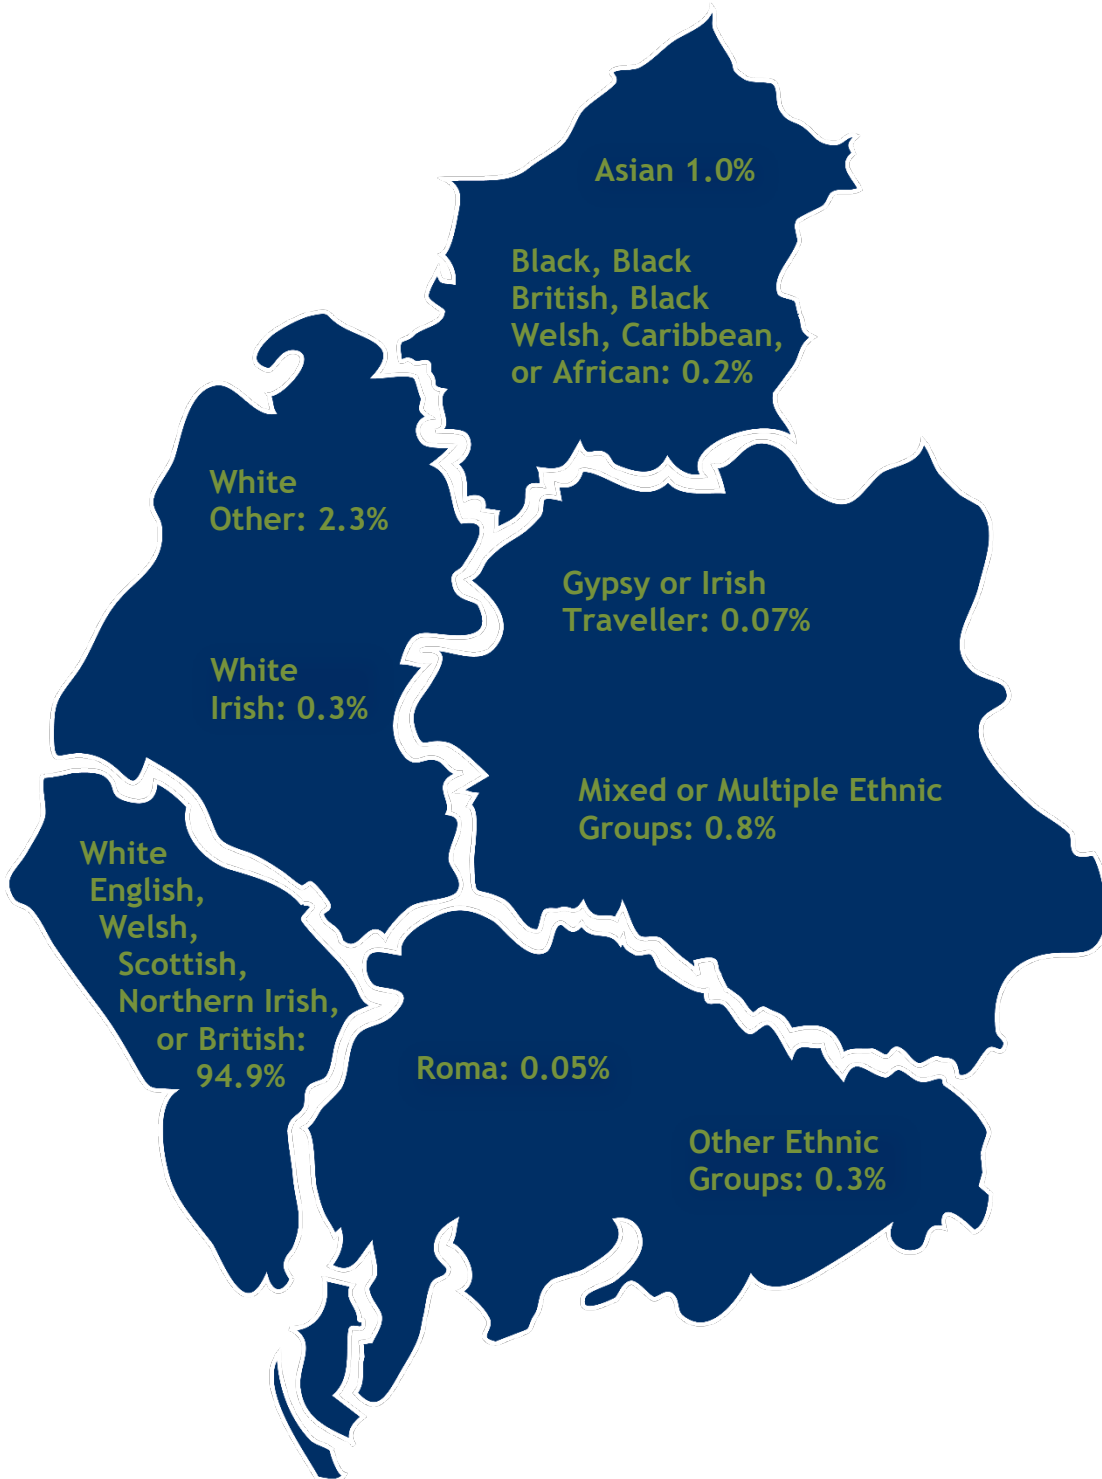 Asian 1.0%
Black, Black
British, Black
Welsh, Caribbean,
or African: 0.2%
White
Other: 2.3%
Gypsy or Irish
Traveller: 0.07%
White
Irish: 0.3%
Mixed or Multiple Ethnic
Groups: 0.8%
White
English,
Welsh,
Scottish,
Northern Irish,
or British:
94.9%
Roma: 0.05%
Other Ethnic
Groups: 0.3%